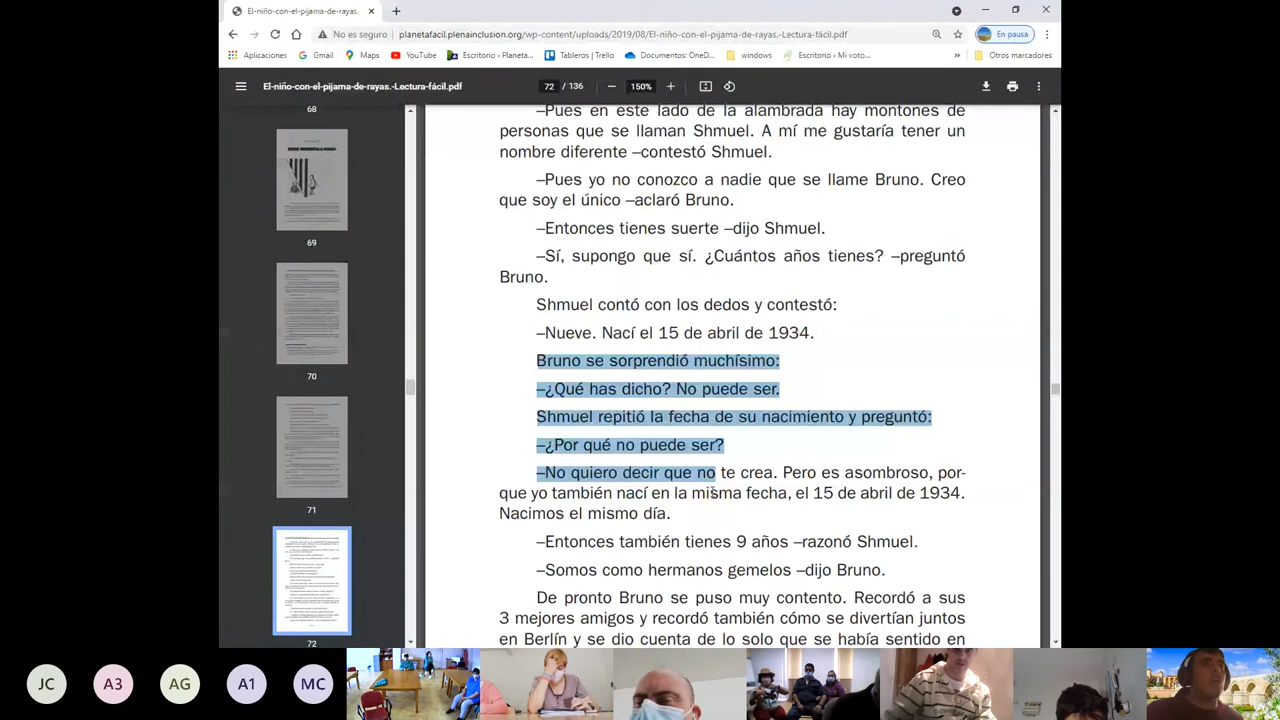 El-niño-con-el-pijama-de-rayas.-
No es seguro | planetafacil.plenainclusion.org/wp-content/uploads/2019/08/El-niño-con-el-pijama-de-rayas.-Lectura-fácil.pdf
En pausa
Aplicaciones Gmail Maps YouTube Escritorio ‹ Planeta... Tableros | Trello Documentos: OneD... windows Escritorio ‹ Mi voto... » Otros marcadores
El-niño-con-el-pijama-de-rayas.-Lectura-fácil.pdf 72 / 136 150%
68
69
70
71
72
–Pues en este lado de la alambrada hay montones de
personas que se llaman Shmuel. A mí me gustaría tener un
nombre diferente –contestó Shmuel.
–Pues yo no conozco a nadie que se llame Bruno. Creo
que soy el único –aclaró Bruno.
–Entonces tienes suerte –dijo Shmuel.
–Sí, supongo que sí. ¿Cuántos años tienes? –preguntó
Bruno.
Shmuel contó con los dedos y contestó:
–Nueve. Nací el 15 de abril de 1934.
Bruno se sorprendió muchísimo:
–¿Qué has dicho? No puede ser.
Shmuel repitió la fecha de nacimiento y preguntó:
–¿Por qué no puede ser?
–No quiero decir que no te crea. Pero es asombroso, por-
que yo también nací en la misma fecha, el 15 de abril de 1934.
Nacimos el mismo día.
–Entonces también tienes 9 años –razonó Shmuel.
–Somos como hermanos gemelos –dijo Bruno
De pronto Bruno se puso muy contento. Recordó a sus
3 mejores amigos y recordó también cómo se divertían juntos
en Berlín y se dio cuenta de lo solo que se había sentido en
JC A3 AG A1 MC